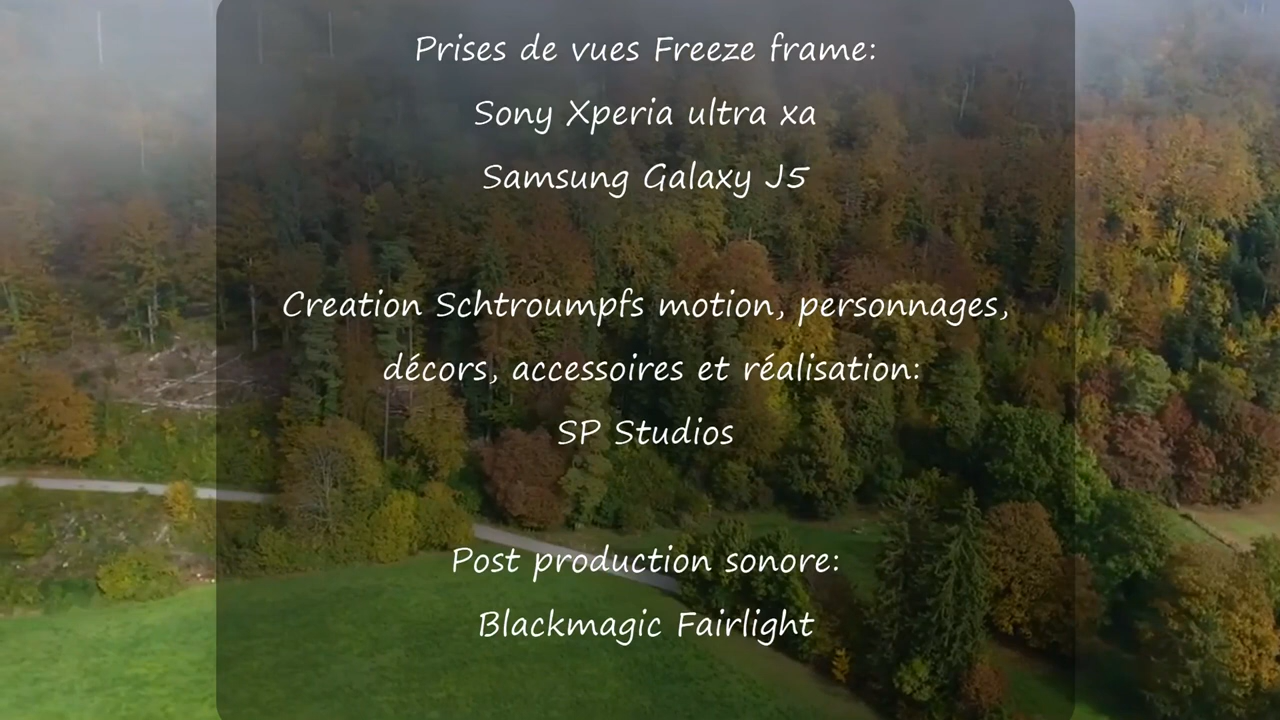 Prises de vues Freeze frame:
Sony Xperia ultra xa
Samsung Galaxy J5
Creation Schtroumpfs motion, personnages,
décors, accessoires et réalisation:
SP Studios
Post production sonore:
Blackmagic Fairlight